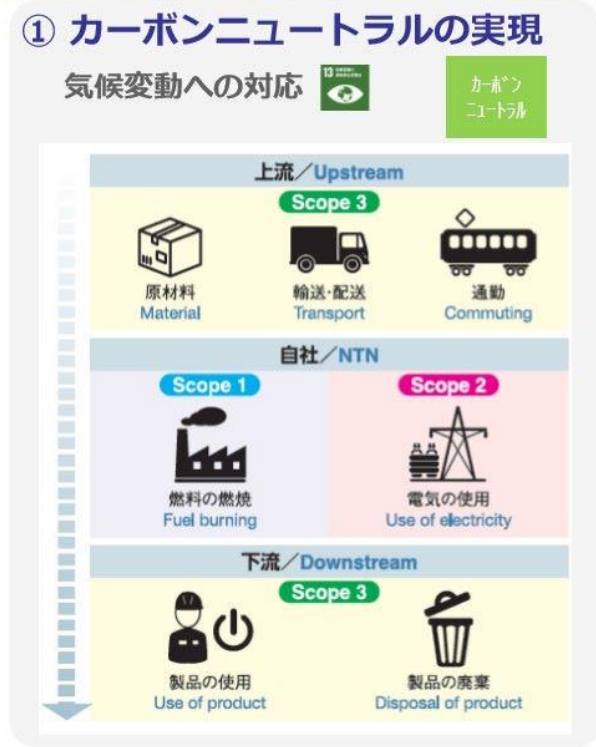 ① カーボンニュートラルの実現
気候変動への対応
13
カーボン
ニュートラル
上流／Upstream
Scope 3
原材料
Material
輸送・配送
Transport
通勤
Commuting
自社／NTN
Scope 1
Scope 2
燃料の燃焼
Fuel burning
電気の使用
Use of electricity
下流／Downstream
Scope 3
製品の使用
Use of product
製品の廃棄
Disposal of product